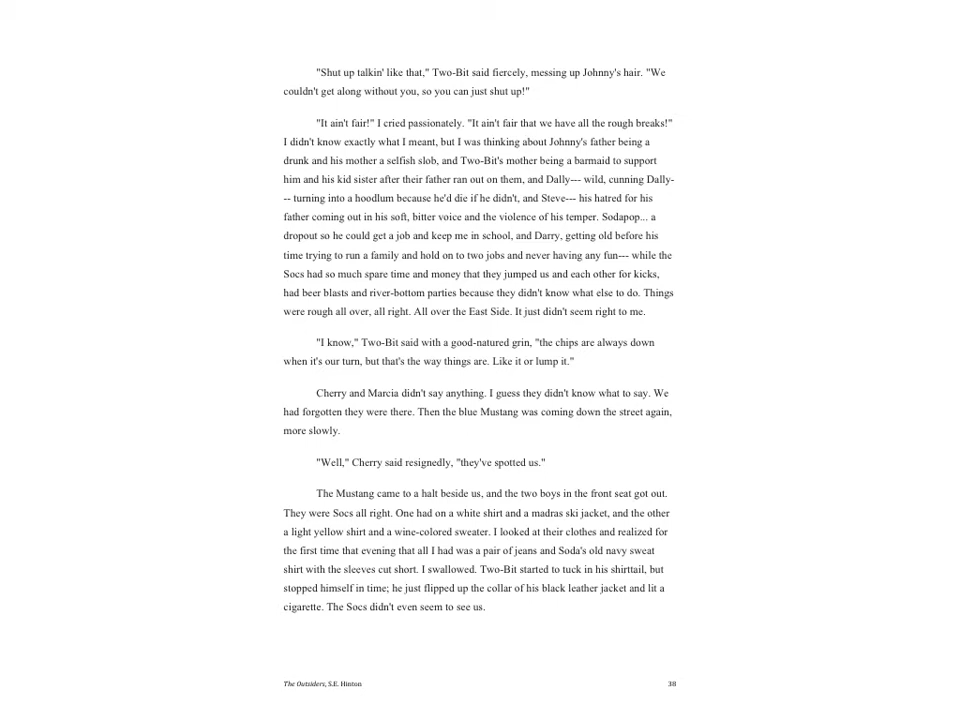 "Shut up talkin' like that," Two-Bit said fiercely, messing up Johnny's hair. "We
couldn't get along without you, so you can just shut up!"
"It ain't fair!" I cried passionately. "It ain't fair that we have all the rough breaks!"
I didn't know exactly what I meant, but I was thinking about Johnny's father being a
drunk and his mother a selfish slob, and Two-Bit's mother being a barmaid to support
him and his kid sister after their father ran out on them, and Dally--- wild, cunning Dally-
-- turning into a hoodlum because he'd die if he didn't, and Steve--- his hatred for his
father coming out in his soft, bitter voice and the violence of his temper. Sodapop... a
dropout so he could get a job and keep me in school, and Darry, getting old before his
time trying to run a family and hold on to two jobs and never having any fun--- while the
Socs had so much spare time and money that they jumped us and each other for kicks,
had beer blasts and river-bottom parties because they didn't know what else to do. Things
were rough all over, all right. All over the East Side. It just didn't seem right to me.
"I know," Two-Bit said with a good-natured grin, "the chips are always down
when it's our turn, but that's the way things are. Like it or lump it."
Cherry and Marcia didn't say anything. I guess they didn't know what to say. We
had forgotten they were there. Then the blue Mustang was coming down the street again,
more slowly.
"Well," Cherry said resignedly, "they've spotted us."
The Mustang came to a halt beside us, and the two boys in the front seat got out.
They were Socs all right. One had on a white shirt and a madras ski jacket, and the other
a light yellow shirt and a wine-colored sweater. I looked at their clothes and realized for
the first time that evening that all I had was a pair of jeans and Soda's old navy sweat
shirt with the sleeves cut short. I swallowed. Two-Bit started to tuck in his shirttail, but
stopped himself in time; he just flipped up the collar of his black leather jacket and lit a
cigarette. The Socs didn't even seem to see us.
The Outsiders, S.E. Hinton 38